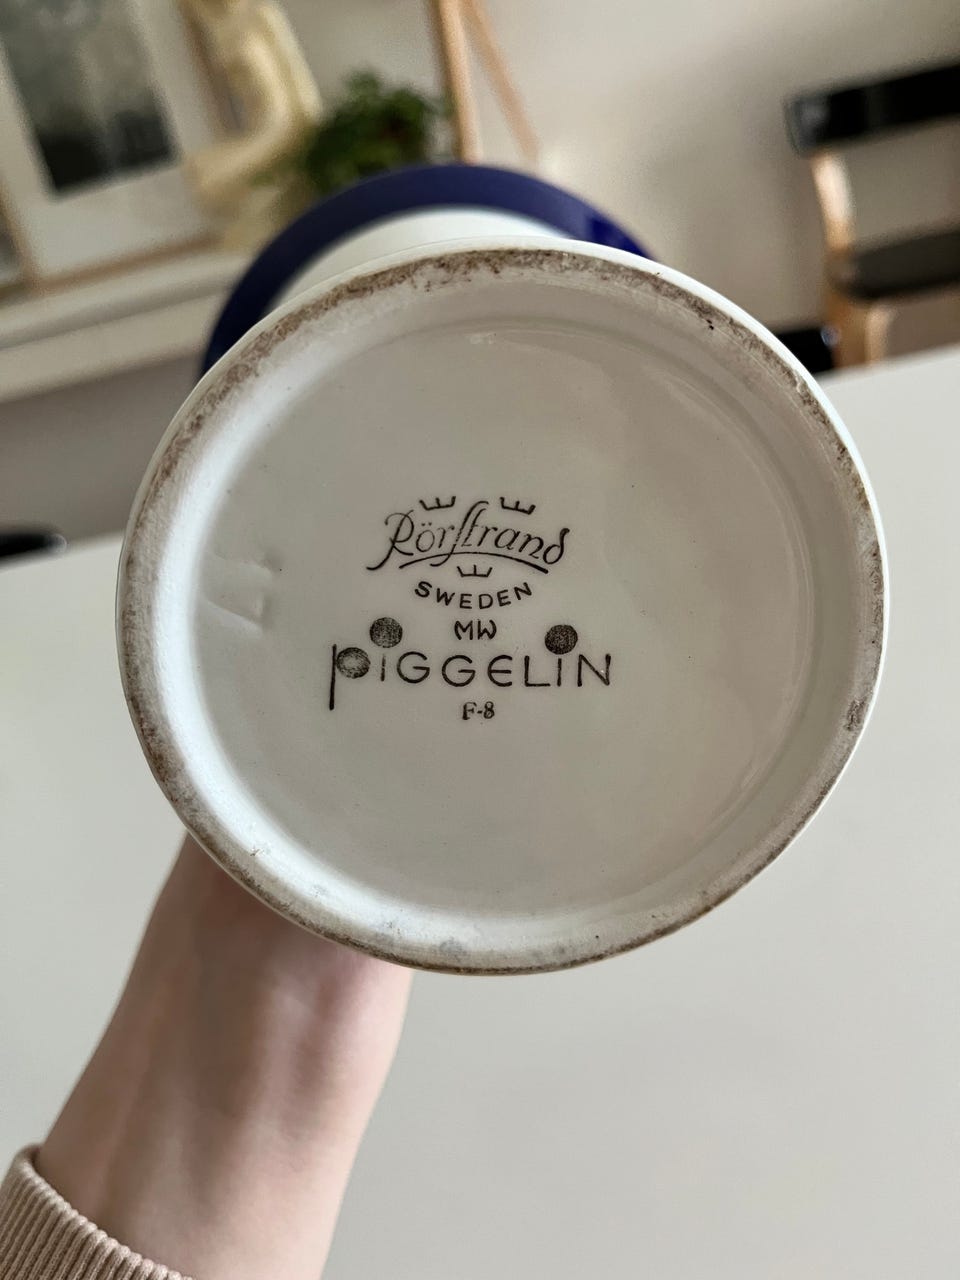 Rörstrand
SWEDEN
MW
PiGGELiN
F-8